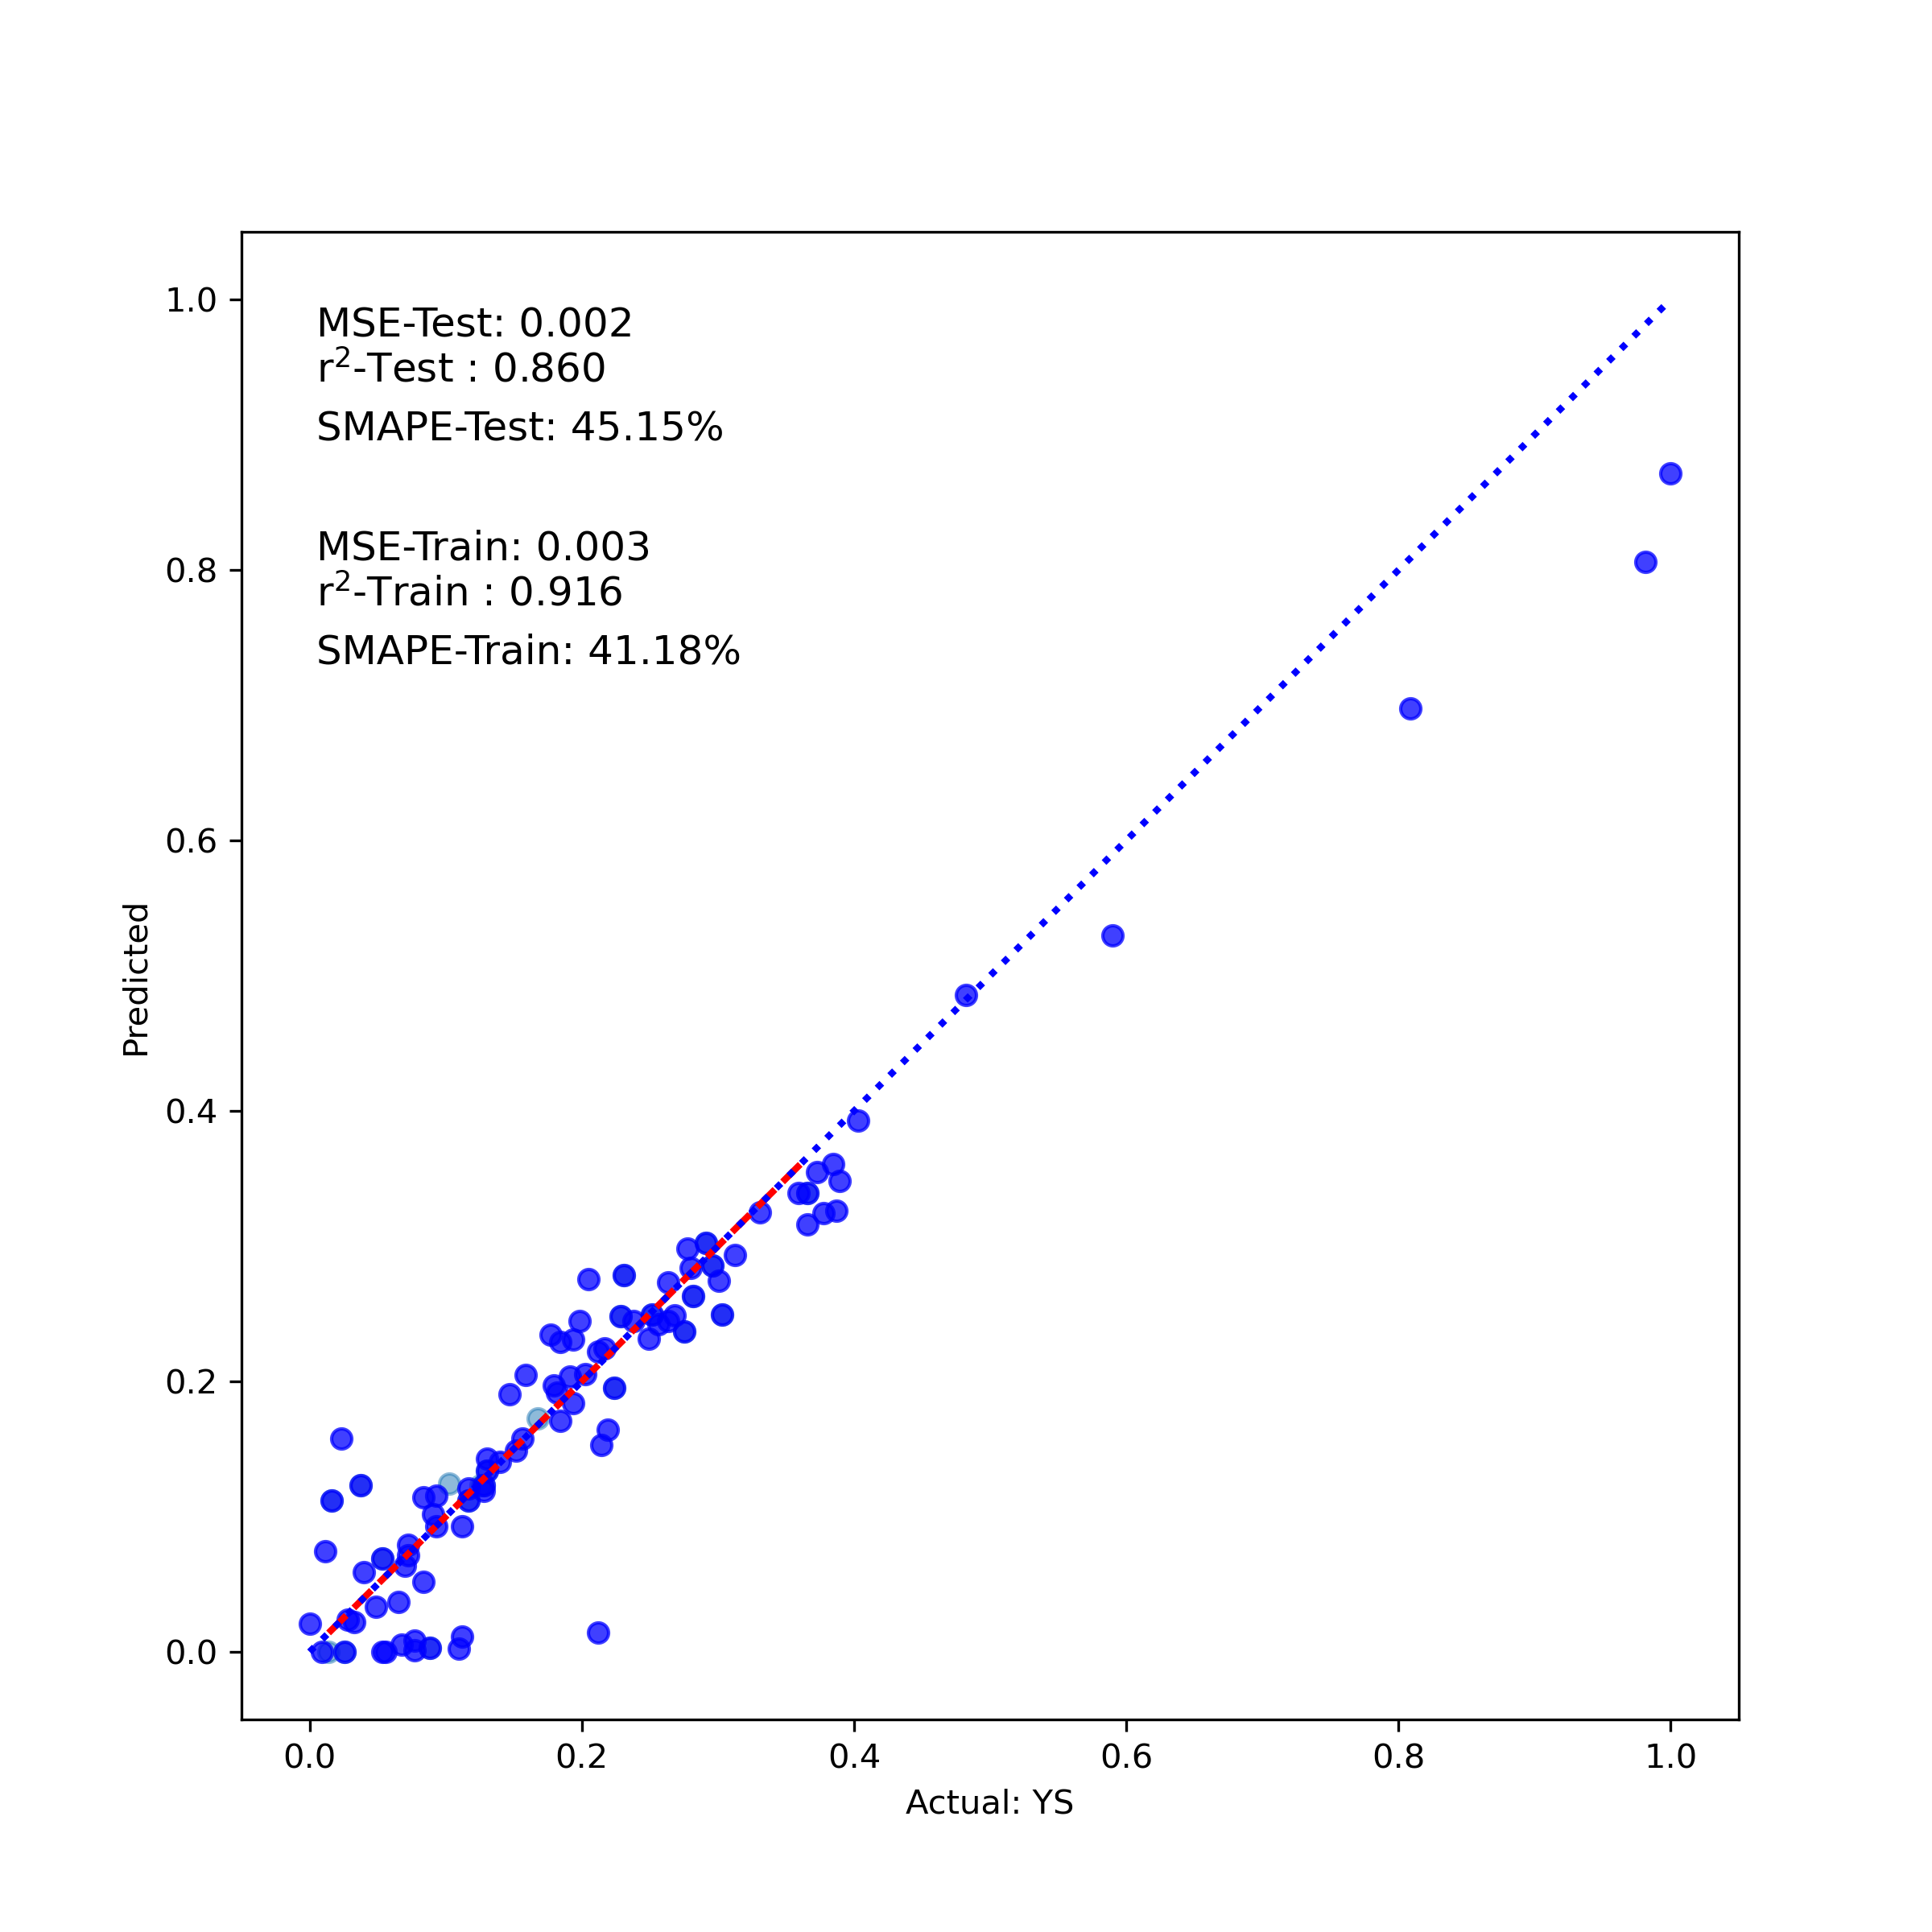 MSE-Test: 0.002
r²-Test : 0.860
SMAPE-Test: 45.15%
MSE-Train: 0.003
r²-Train : 0.916
SMAPE-Train: 41.18%
1.0
0.8
0.6
0.4
0.2
0.0
Predicted
0.0 0.2 0.4 0.6 0.8 1.0
Actual: YS